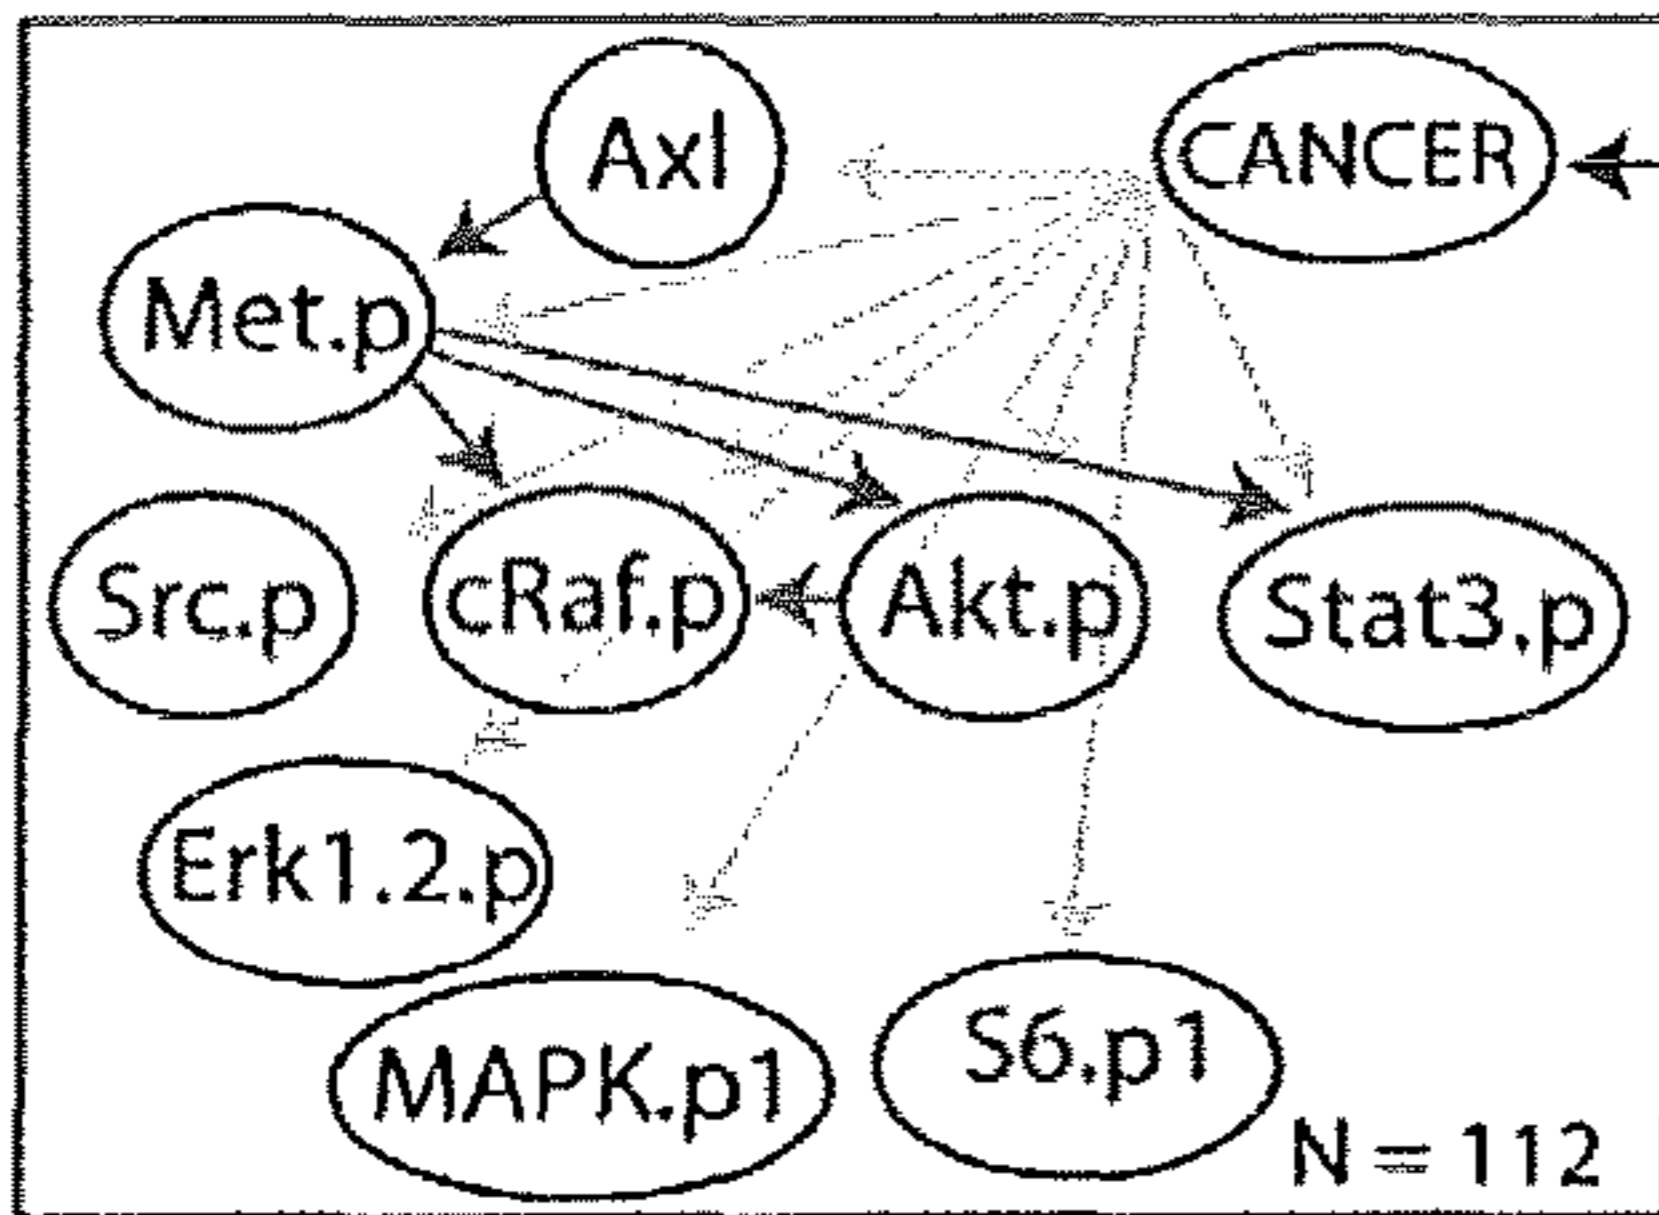 Axl
CANCER
Met.p
Src.p
cRaf.p
Akt.p
Stat3.p
Erk1.2.p
MAPK.p1
S6.p1
N = 112